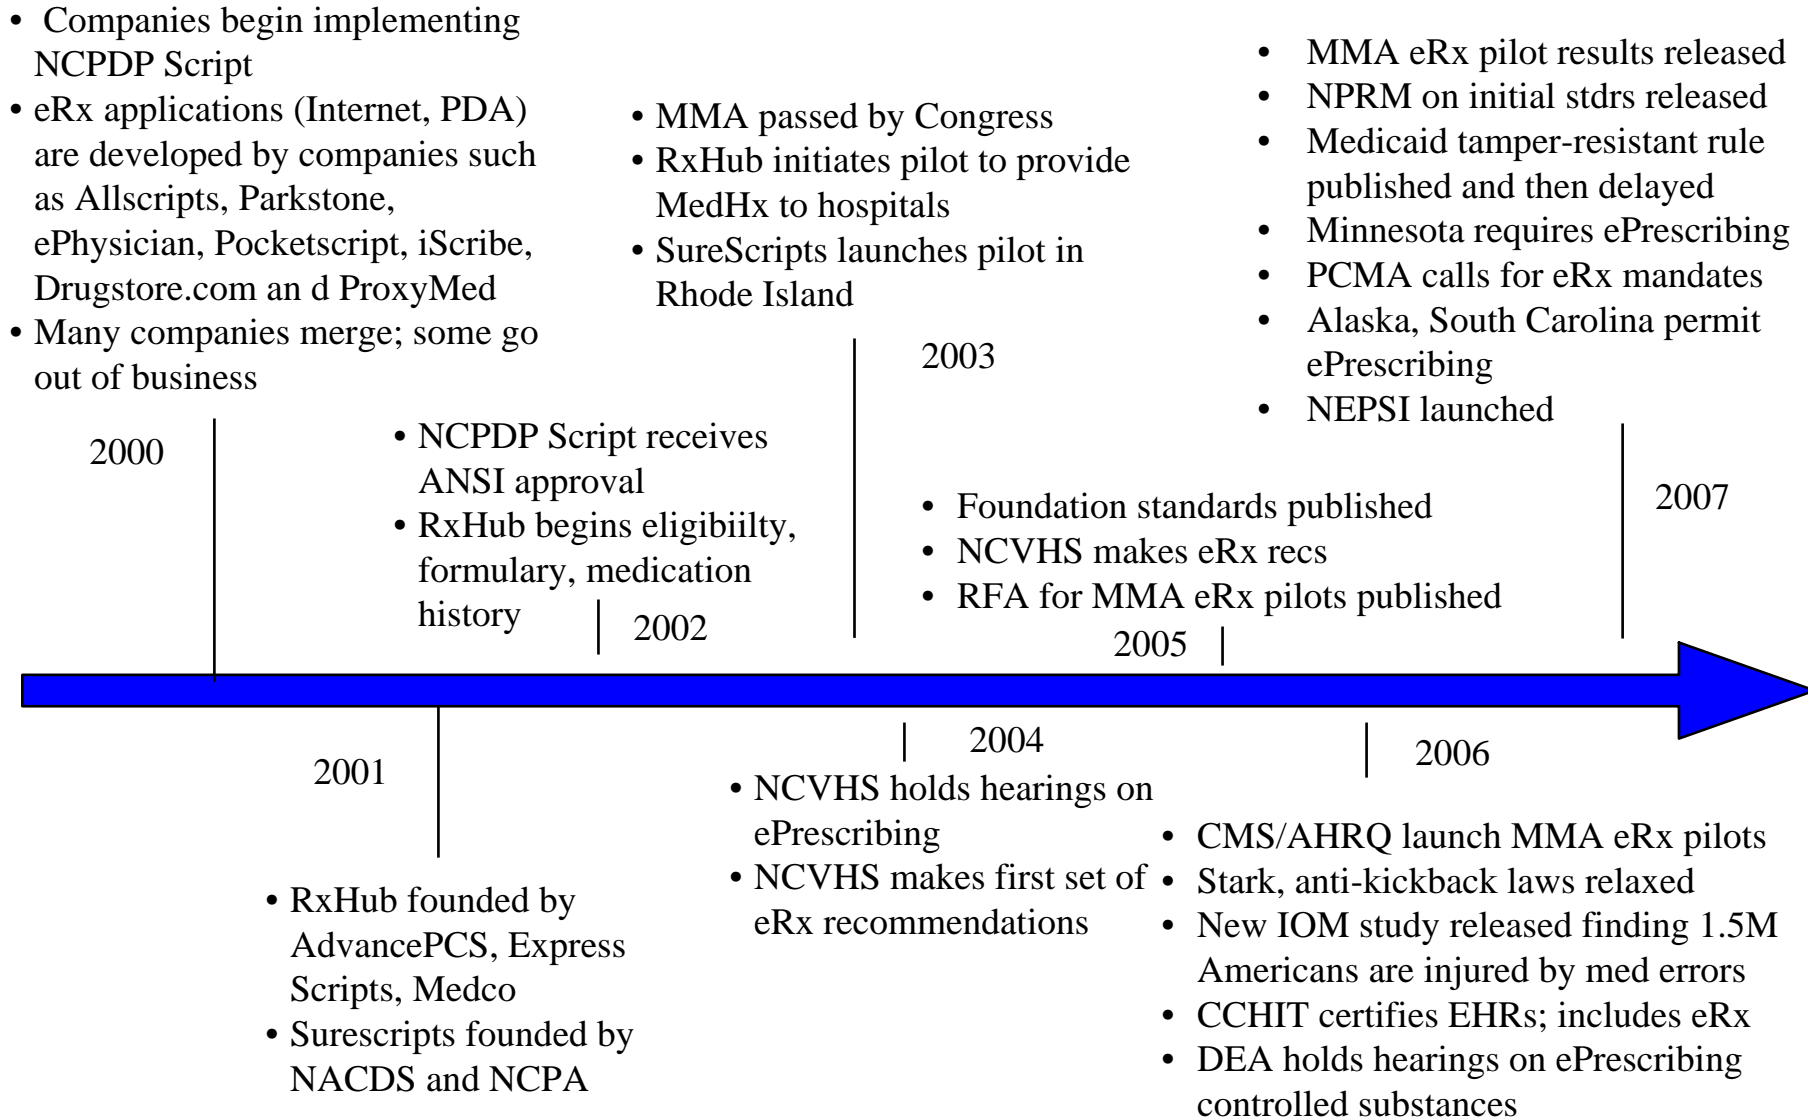 • Companies begin implementing
NCPDP Script
• eRx applications (Internet, PDA)
are developed by companies such
as Allscripts, Parkstone,
ePhysician, Pocketscript, iScribe,
Drugstore.com an d ProxyMed
• Many companies merge; some go
out of business
2000
• NCPDP Script receives
ANSI approval
• RxHub begins eligibiilty,
formulary, medication
history
2002
• MMA passed by Congress
• RxHub initiates pilot to provide
MedHx to hospitals
• SureScripts launches pilot in
Rhode Island
2003
• Foundation standards published
• NCVHS makes eRx recs
• RFA for MMA eRx pilots published
2005
• MMA eRx pilot results released
• NPRM on initial stdrs released
• Medicaid tamper-resistant rule
published and then delayed
• Minnesota requires ePrescribing
• PCMA calls for eRx mandates
• Alaska, South Carolina permit
ePrescribing
• NEPSI launched
2007
2001
• RxHub founded by
AdvancePCS, Express
Scripts, Medco
• Surescripts founded by
NACDS and NCPA
2004
• NCVHS holds hearings on
ePrescribing
• NCVHS makes first set of
eRx recommendations
2006
• CMS/AHRQ launch MMA eRx pilots
• Stark, anti-kickback laws relaxed
• New IOM study released finding 1.5M
Americans are injured by med errors
• CCHIT certifies EHRs; includes eRx
• DEA holds hearings on ePrescribing
controlled substances